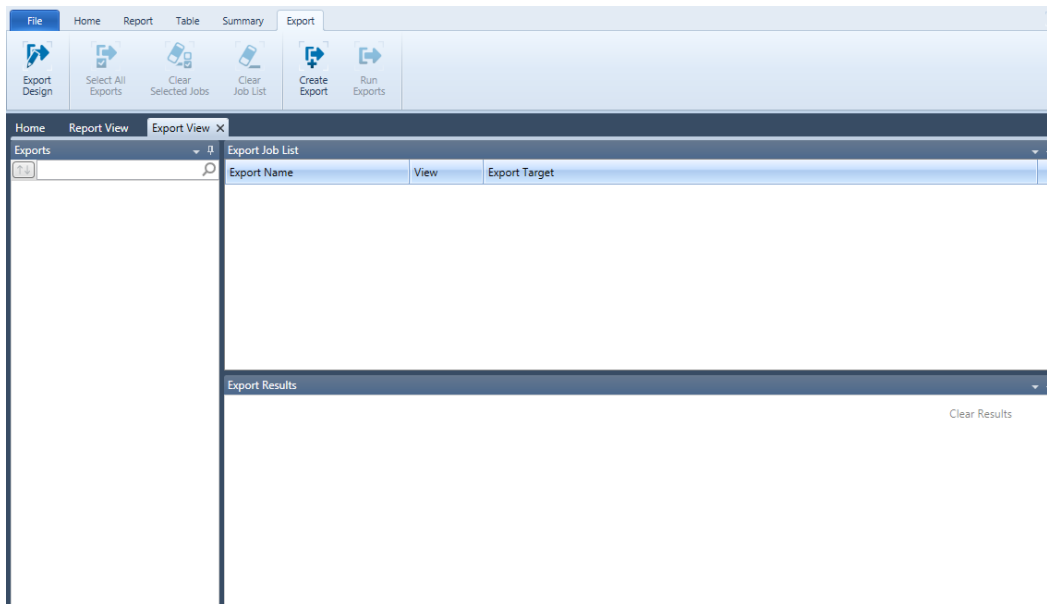 File Home Report Table Summary Export
Export Design
Select All Exports
Clear Selected Jobs
Clear Job List
Create Export
Run Exports
Home Report View Export View
Exports
Export Job List
Export Name View Export Target
Export Results
Clear Results